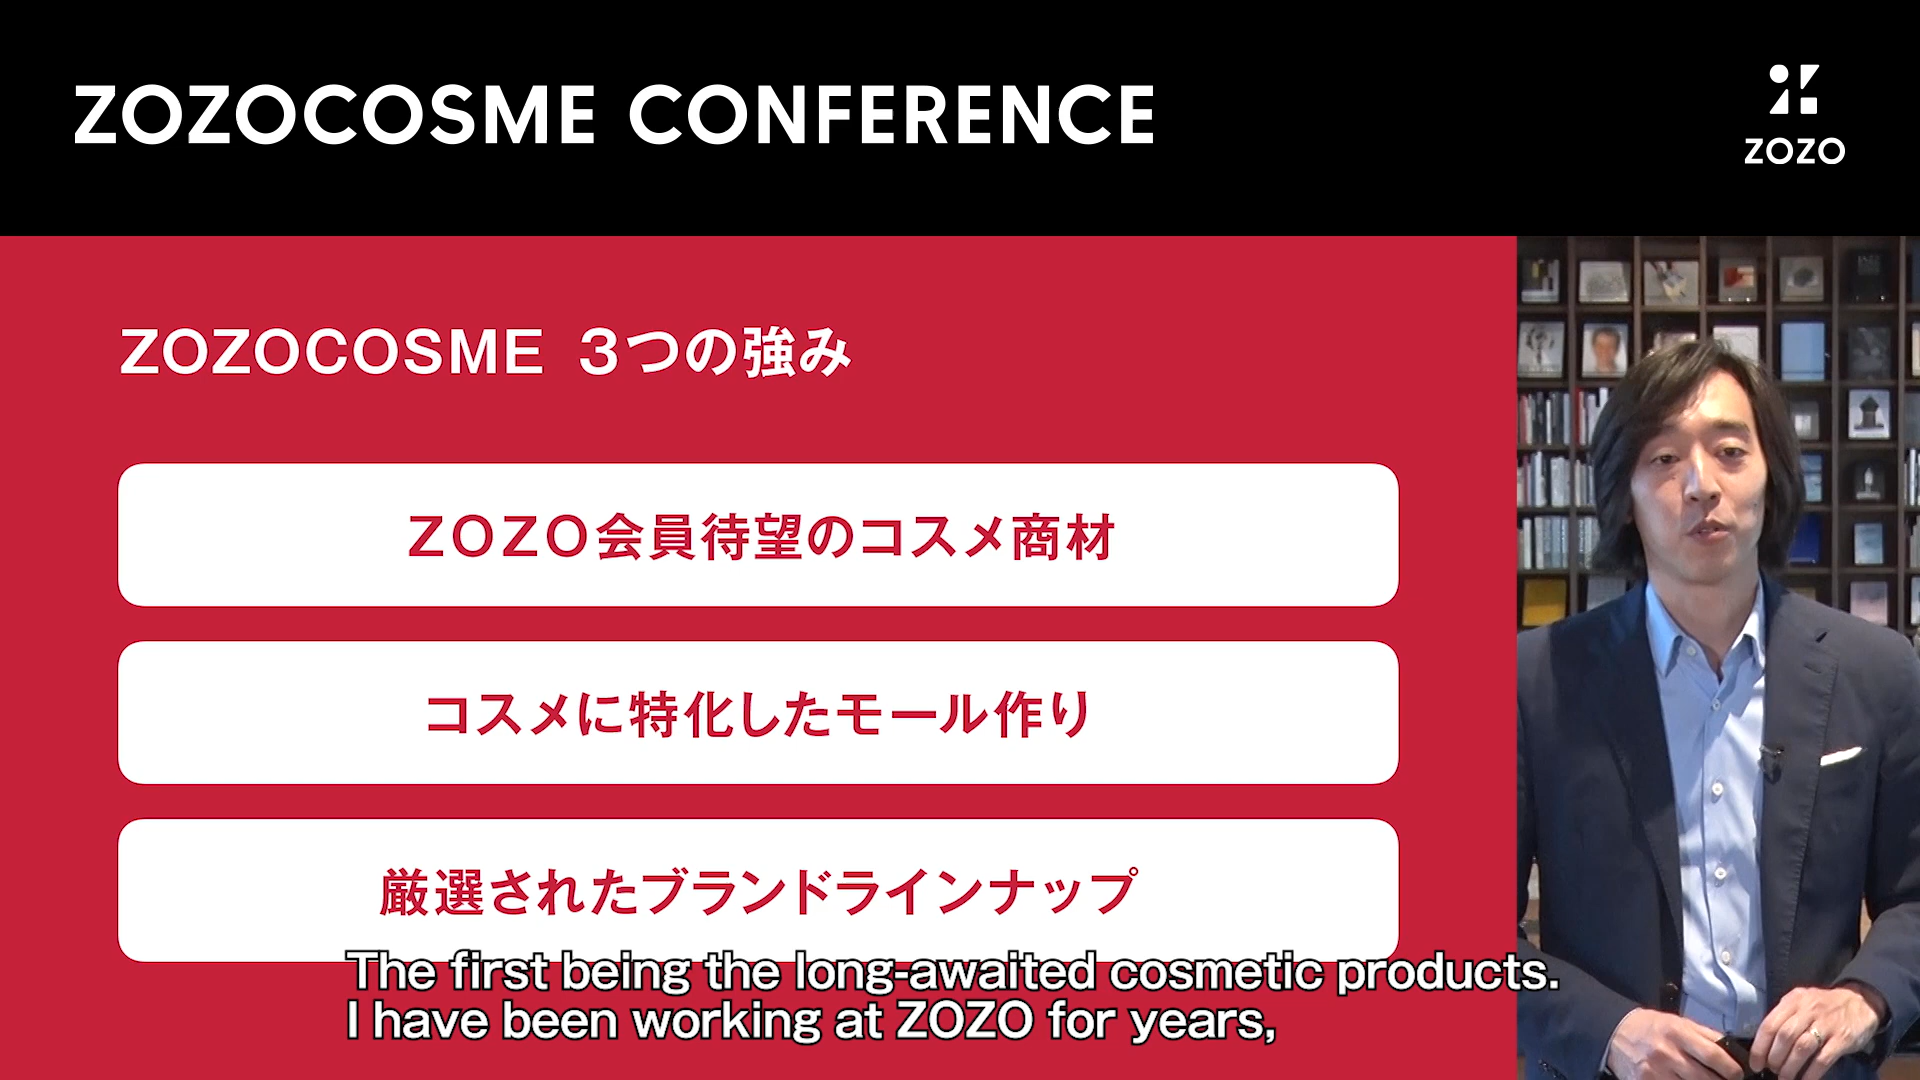 ZOZOCOSME CONFERENCE
ZOZO
ZOZOCOSME 3つの強み
ZOZO会員待望のコスメ商材
コスメに特化したモール作り
厳選されたブランドラインナップ
The first being the long-awaited cosmetic products.
I have been working at ZOZO for years,